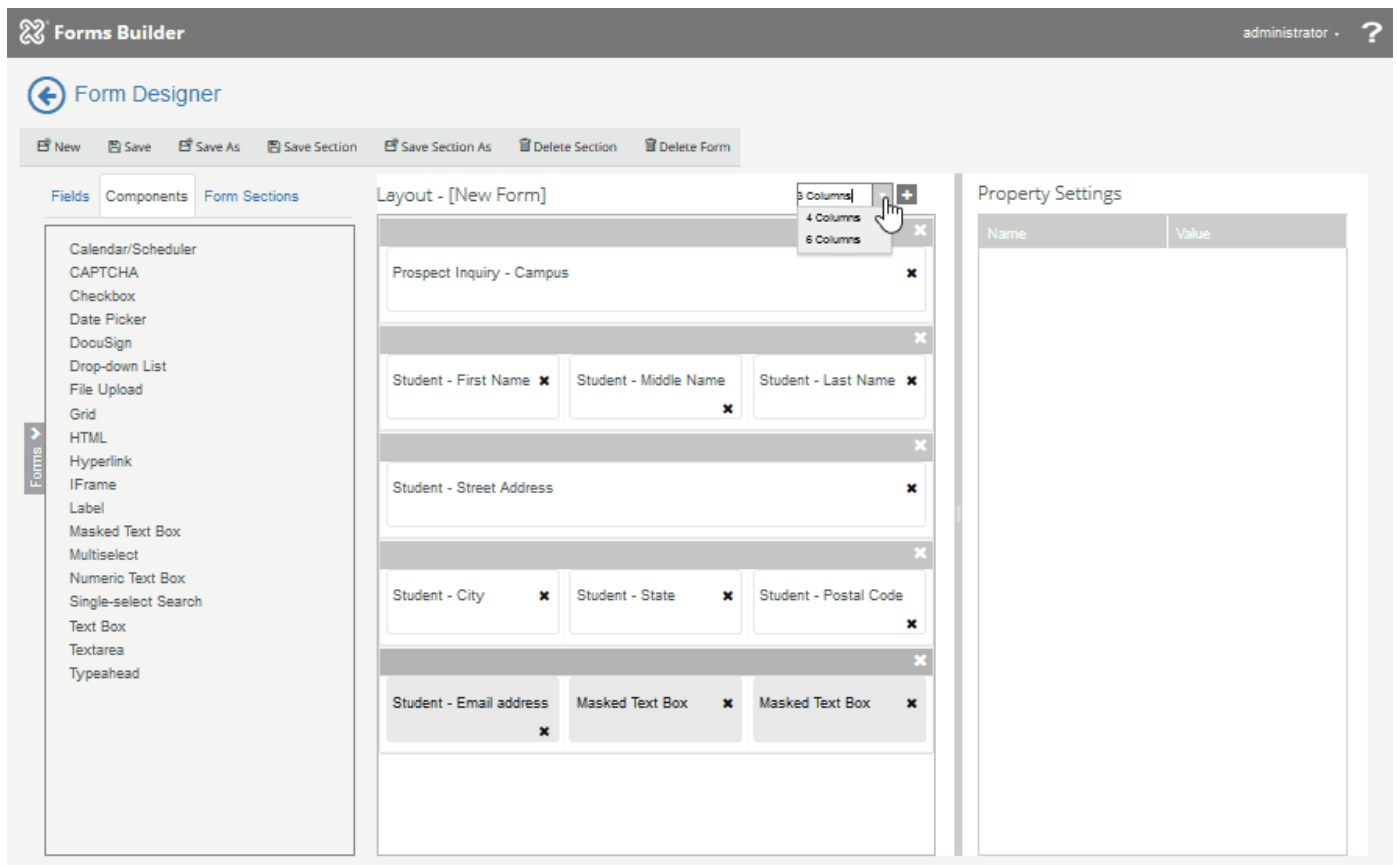 Forms Builder
administrator
?
Form Designer
New Save Save As Save Section Save Section As Delete Section Delete Form
Fields Components Form Sections
Layout - [New Form]
3 Columns
4 Columns
6 Columns
Property Settings
Name Value
Forms
Calendar/Scheduler
CAPTCHA
Checkbox
Date Picker
DocuSign
Drop-down List
File Upload
Grid
HTML
Hyperlink
IFrame
Label
Masked Text Box
Multiselect
Numeric Text Box
Single-select Search
Text Box
Textarea
Typeahead
Prospect Inquiry - Campus
Student - First Name Student - Middle Name Student - Last Name
Student - Street Address
Student - City Student - State Student - Postal Code
Student - Email address Masked Text Box Masked Text Box